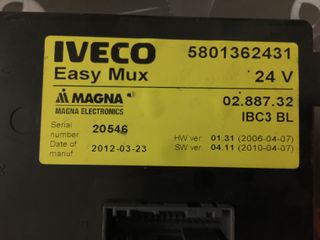 IVECO 5801362431
Easy Mux 24 V
MAGNA 02.887.32
MAGNA ELECTRONICS IBC3 BL
Serial number 20546 HW ver. 01.31 (2006-04-07)
Date of manuf 2012-03-23 SW ver. 04.11 (2010-04-07)